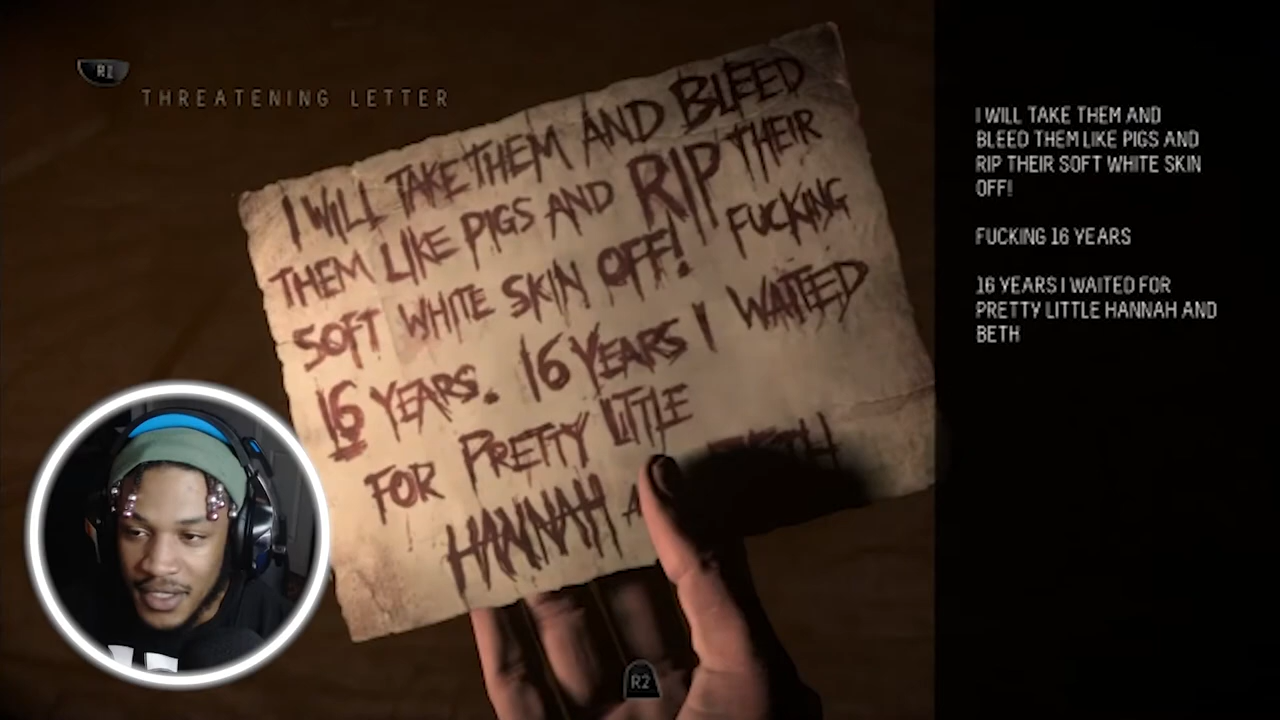 R2
THREATENING LETTER
I WILL TAKE THEM AND BLEED
THEM LIKE PIGS AND RIP THEIR
SOFT WHITE SKIN OFF! FUCKING
16 YEARS. 16 YEARS I WAITED
FOR PRETTY LITTLE
HANNAH A BETH
R2
I WILL TAKE THEM AND
BLEED THEM LIKE PIGS AND
RIP THEIR SOFT WHITE SKIN
OFF!
FUCKING 16 YEARS
16 YEARS I WAITED FOR
PRETTY LITTLE HANNAH AND
BETH